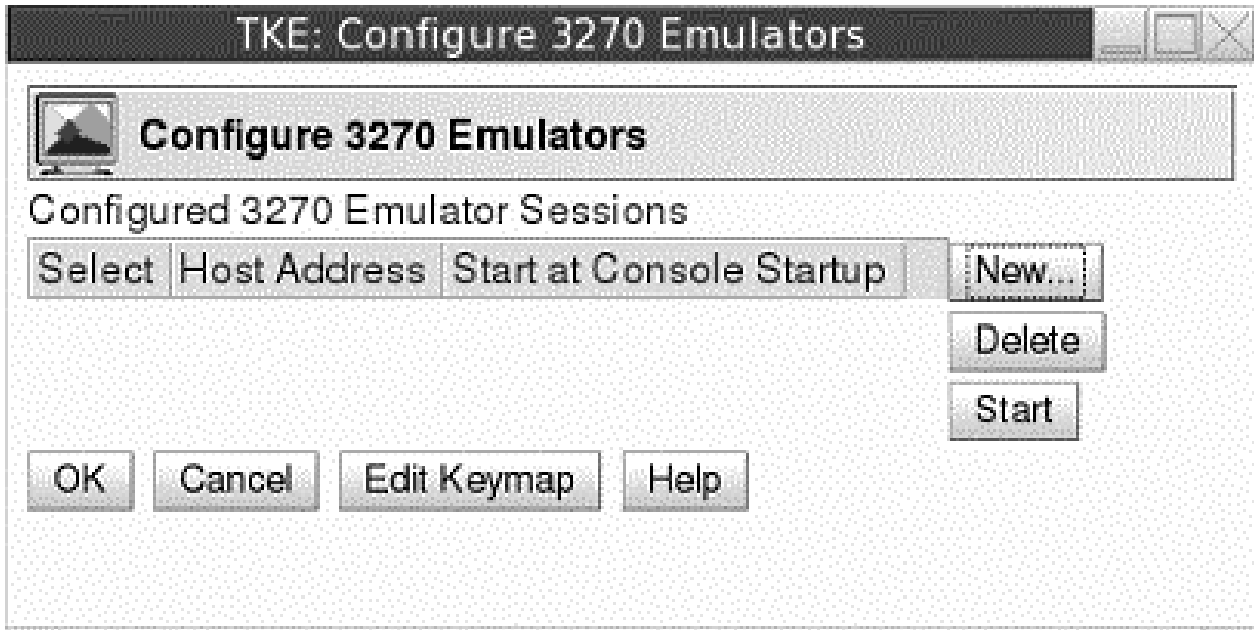 TKE: Configure 3270 Emulators
Configure 3270 Emulators
Configured 3270 Emulator Sessions
Select Host Address Start at Console Startup New...
Delete
Start
OK Cancel Edit Keymap Help